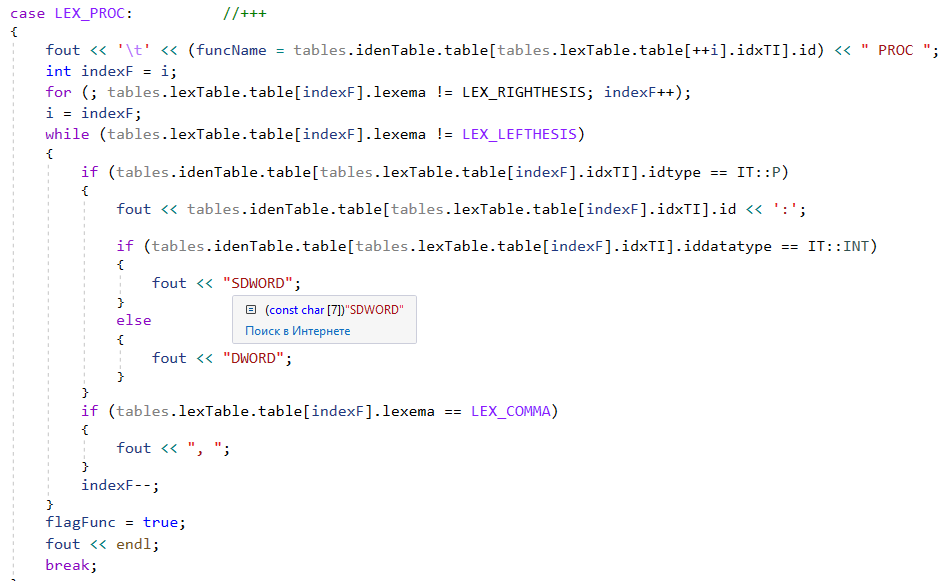 case LEX_PROC:          //+++
{
    fout << '\t' << (funcName = tables.idenTable.table[tables.lexTable.table[++i].idxTI].id) << " PROC ";
    int indexF = i;
    for (; tables.lexTable.table[indexF].lexema != LEX_RIGHTHESIS; indexF++);
    i = indexF;
    while (tables.lexTable.table[indexF].lexema != LEX_LEFTHESIS)
    {
        if (tables.idenTable.table[tables.lexTable.table[indexF].idxTI].idtype == IT::P)
        {
            fout << tables.idenTable.table[tables.lexTable.table[indexF].idxTI].id << ':';
            if (tables.idenTable.table[tables.lexTable.table[indexF].idxTI].iddatatype == IT::INT)
            {
                fout << "SDWORD";
            }
(const char [7])"SDWORD"
Поиск в Интернете
            else
            {
                fout << "DWORD";
            }
        }
        if (tables.lexTable.table[indexF].lexema == LEX_COMMA)
        {
            fout << ", ";
        }
        indexF--;
    }
    flagFunc = true;
    fout << endl;
    break;